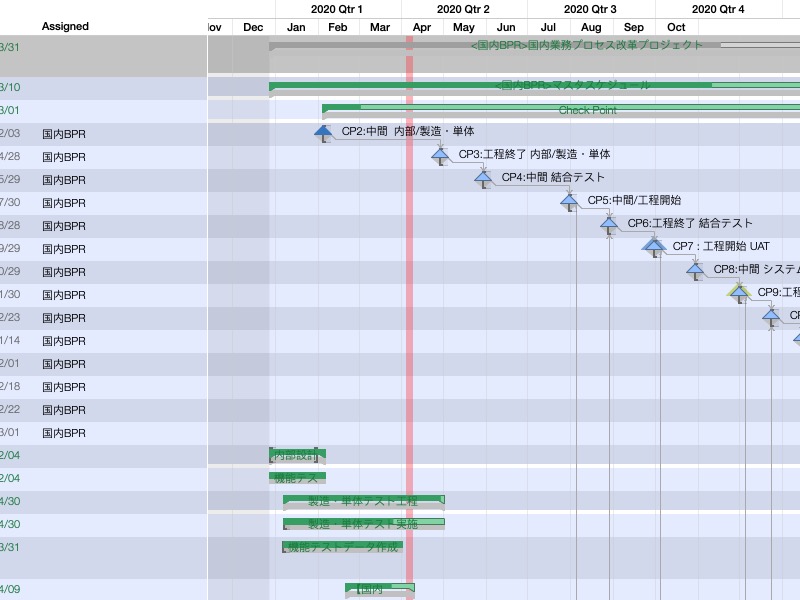 2020 Qtr 1 2020 Qtr 2 2020 Qtr 3 2020 Qtr 4
Assigned ov Dec Jan Feb Mar Apr May Jun Jul Aug Sep Oct
3/31 <国内BPR>国内業務プロセス改革プロジェクト
3/10 <国内BPR>マスタスケジュール
3/01 Check Point
2/03 国内BPR CP2:中間 内部/製造・単体
4/28 国内BPR CP3:工程終了 内部/製造・単体
5/29 国内BPR CP4:中間 結合テスト
7/30 国内BPR CP5:中間/工程開始
8/28 国内BPR CP6:工程終了 結合テスト
9/29 国内BPR CP7 : 工程開始 UAT
0/29 国内BPR CP8:中間 システム
1/30 国内BPR CP9:工程
2/23 国内BPR CP
1/14 国内BPR
2/01 国内BPR
2/18 国内BPR
2/22 国内BPR
3/01 国内BPR
2/04 内部設計
2/04 機能テス
4/30 製造・単体テスト工程
4/30 製造・単体テスト実施
3/31 機能テストデータ作成
4/09 【国内